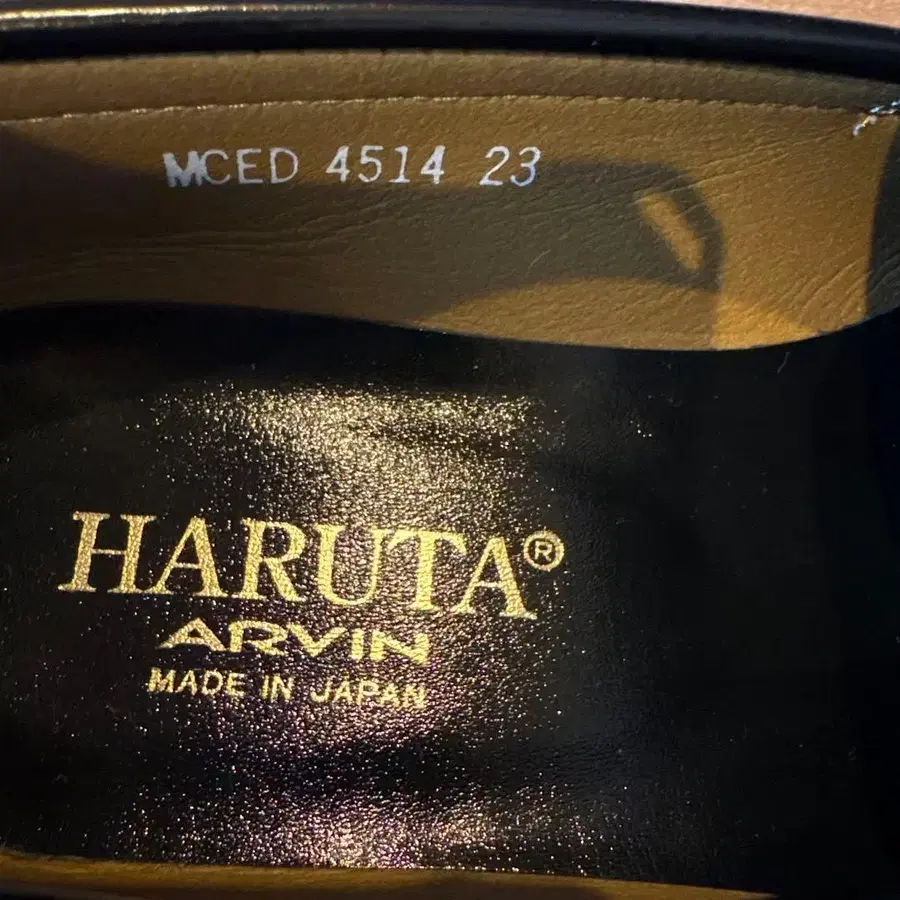 MCED 4514 23
HARUTA®
ARVIN
MADE IN JAPAN